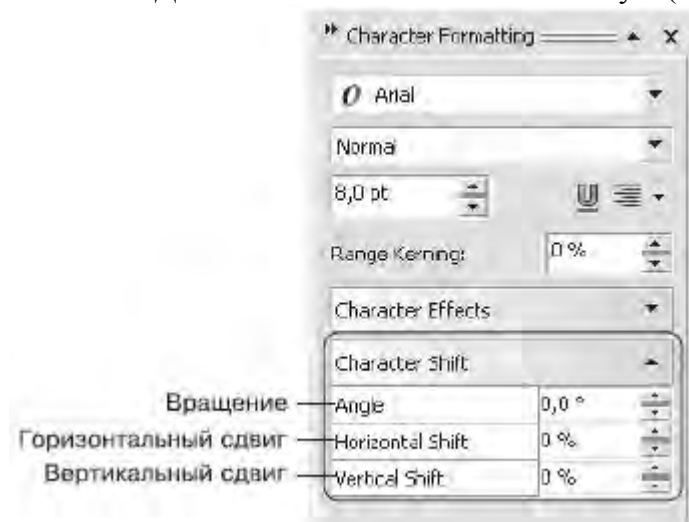 Character Formatting
Arial
Normal
8,0 pt
Range Kerning: 0 %
Character Effects
Character Shift
Вращение Angle 0,0 °
Горизонтальный сдвиг Horizontal Shift 0 %
Вертикальный сдвиг Vertical Shift 0 %